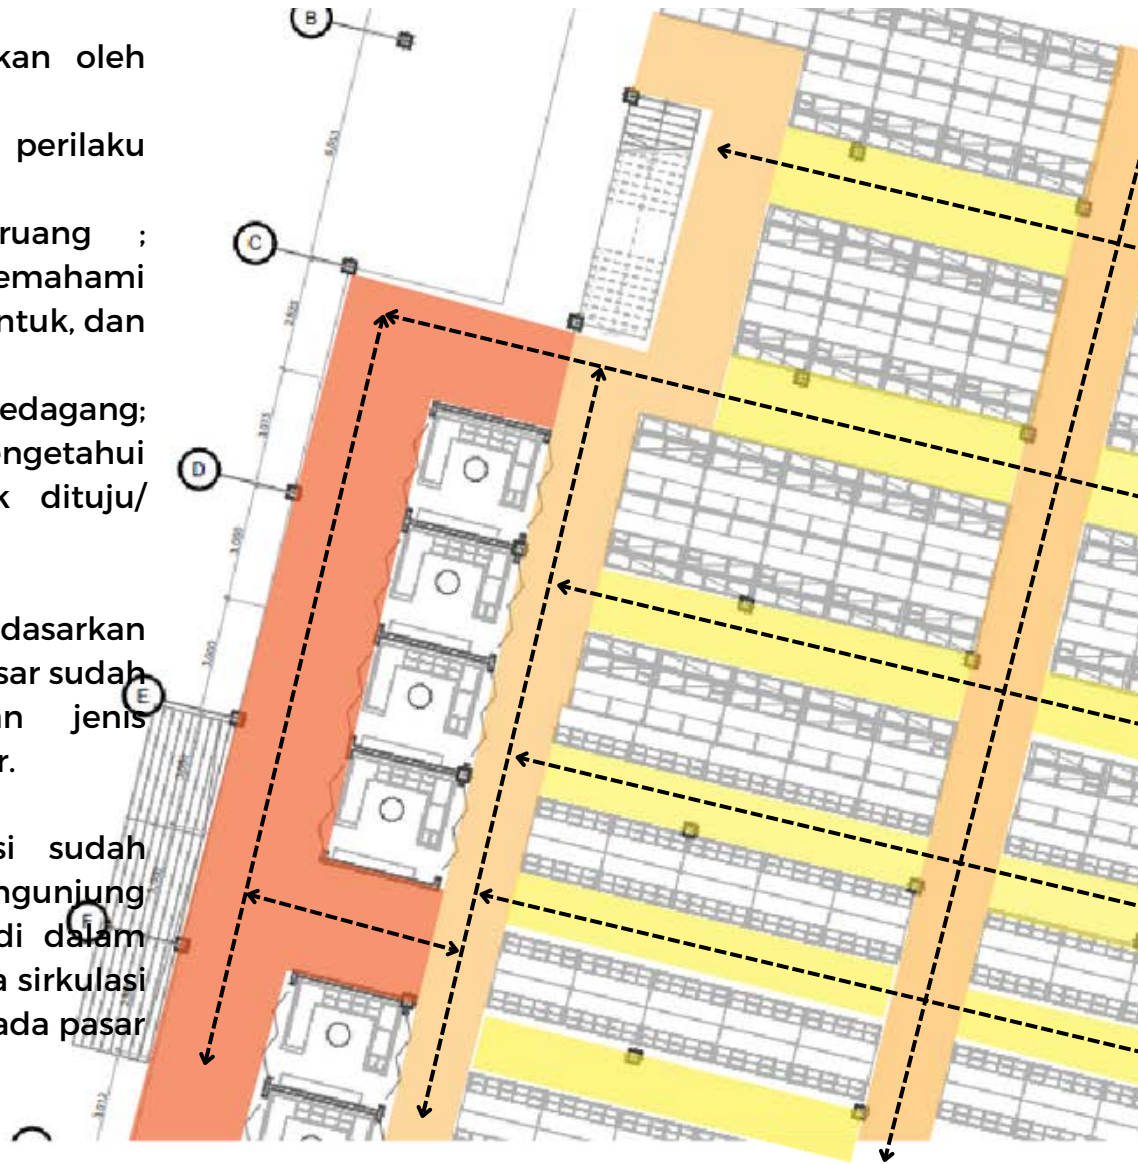 kan oleh
perilaku
ruang ;
emahami
ntuk, dan
edagang;
ngetahui
k dituju/
dasarkan
sar sudah
an jenis
r.
si sudah
ngunjung
di dalam
a sirkulasi
ada pasar
B
C
D
E
F